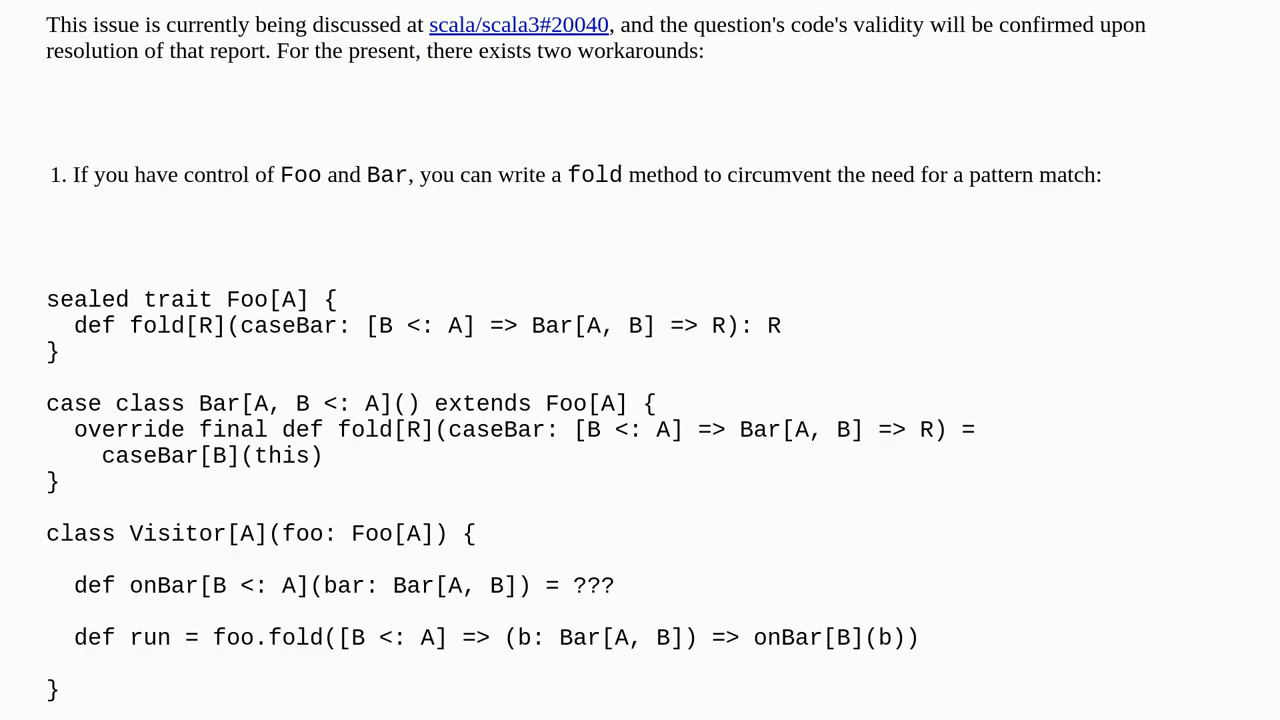 This issue is currently being discussed at scala/scala3#20040, and the question's code's validity will be confirmed upon
resolution of that report. For the present, there exists two workarounds:
1. If you have control of Foo and Bar, you can write a fold method to circumvent the need for a pattern match:
sealed trait Foo[A] {
  def fold[R](caseBar: [B <: A] => Bar[A, B] => R): R
}
case class Bar[A, B <: A]() extends Foo[A] {
  override final def fold[R](caseBar: [B <: A] => Bar[A, B] => R) =
    caseBar[B](this)
}
class Visitor[A](foo: Foo[A]) {
  def onBar[B <: A](bar: Bar[A, B]) = ???
  def run = foo.fold([B <: A] => (b: Bar[A, B]) => onBar[B](b))
}